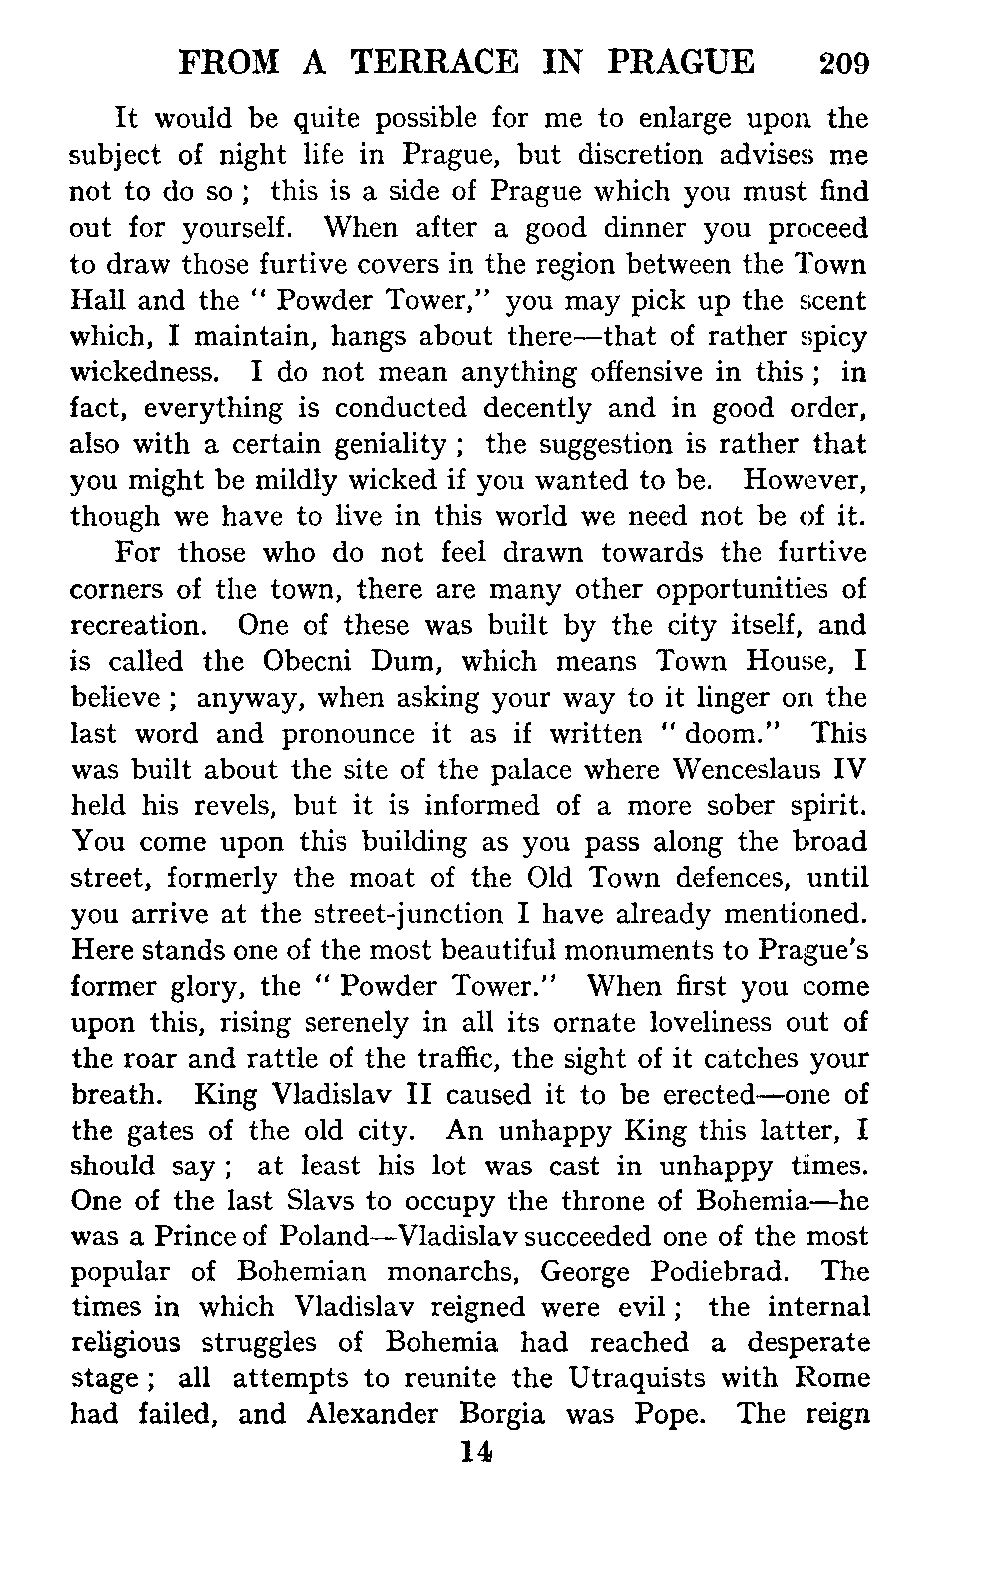 FROM A TERRACE IN PRAGUE 209
It would be quite possible for me to enlarge upon the
subject of night life in Prague, but discretion advises me
not to do so ; this is a side of Prague which you must find
out for yourself. When after a good dinner you proceed
to draw those furtive covers in the region between the Town
Hall and the “ Powder Tower,” you may pick up the scent
which, I maintain, hangs about there—that of rather spicy
wickedness. I do not mean anything offensive in this ; in
fact, everything is conducted decently and in good order,
also with a certain geniality ; the suggestion is rather that
you might be mildly wicked if you wanted to be. However,
though we have to live in this world we need not be of it.
For those who do not feel drawn towards the furtive
corners of the town, there are many other opportunities of
recreation. One of these was built by the city itself, and
is called the Obecni Dum, which means Town House, I
believe ; anyway, when asking your way to it linger on the
last word and pronounce it as if written “ doom.” This
was built about the site of the palace where Wenceslaus IV
held his revels, but it is informed of a more sober spirit.
You come upon this building as you pass along the broad
street, formerly the moat of the Old Town defences, until
you arrive at the street-junction I have already mentioned.
Here stands one of the most beautiful monuments to Prague's
former glory, the “ Powder Tower.” When first you come
upon this, rising serenely in all its ornate loveliness out of
the roar and rattle of the traffic, the sight of it catches your
breath. King Vladislav II caused it to be erected—one of
the gates of the old city. An unhappy King this latter, I
should say ; at least his lot was cast in unhappy times.
One of the last Slavs to occupy the throne of Bohemia—he
was a Prince of Poland—Vladislav succeeded one of the most
popular of Bohemian monarchs, George Podiebrad. The
times in which Vladislav reigned were evil ; the internal
religious struggles of Bohemia had reached a desperate
stage ; all attempts to reunite the Utraquists with Rome
had failed, and Alexander Borgia was Pope. The reign
14